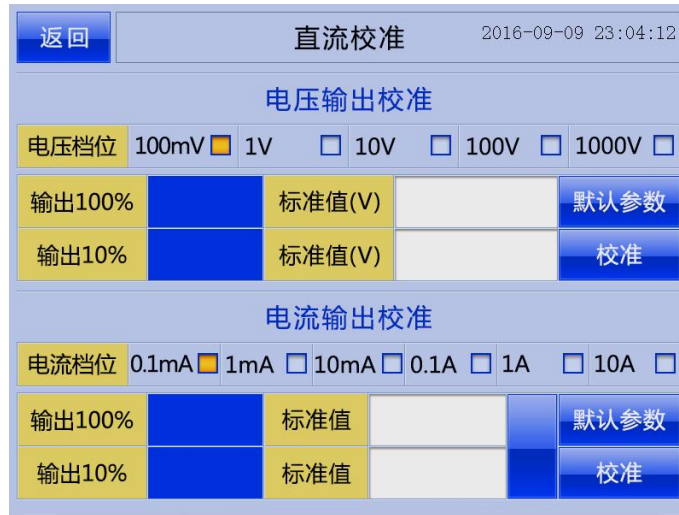 返回 直流校准 2016-09-09 23:04:12
电压输出校准
电压档位 100mV 1V 10V 100V 1000V
输出100% 标准值(V) 默认参数
输出10% 标准值(V) 校准
电流输出校准
电流档位 0.1mA 1mA 10mA 0.1A 1A 10A
输出100% 标准值 默认参数
输出10% 标准值 校准